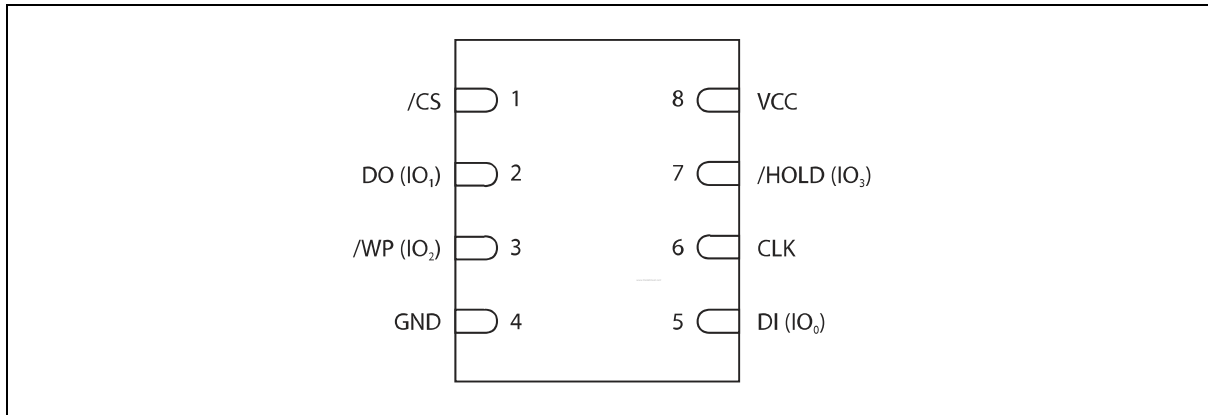 /CS 1 8 VCC
DO (IO₁) 2 7 /HOLD (IO₃)
/WP (IO₂) 3 6 CLK
GND 4 5 DI (IO₀)